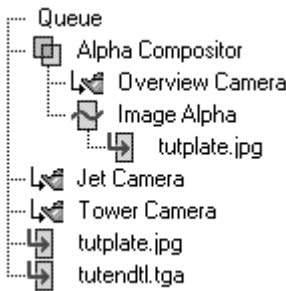 Queue
Alpha Compositor
Overview Camera
Image Alpha
tutplate.jpg
Jet Camera
Tower Camera
tutplate.jpg
tutendtl.tga